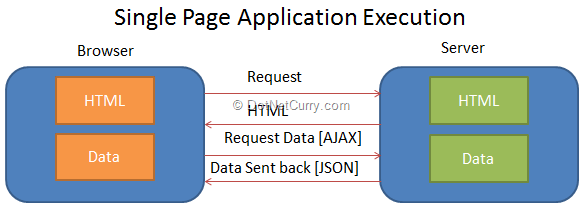 Single Page Application Execution
Browser
Server
HTML
Data
Request
© DotNetCurry.com
HTML
Request Data [AJAX]
Data Sent back [JSON]
HTML
Data